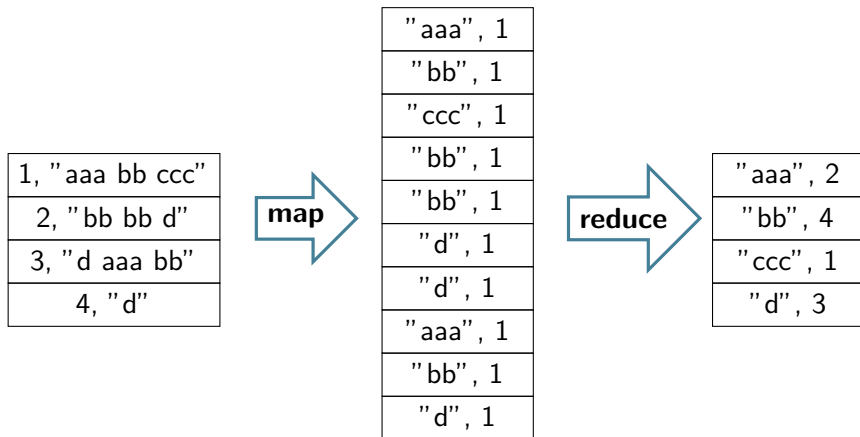 1, "aaa bb ccc"
2, "bb bb d"
3, "d aaa bb"
4, "d"
map
"aaa", 1
"bb", 1
"ccc", 1
"bb", 1
"bb", 1
"d", 1
"d", 1
"aaa", 1
"bb", 1
"d", 1
reduce
"aaa", 2
"bb", 4
"ccc", 1
"d", 3